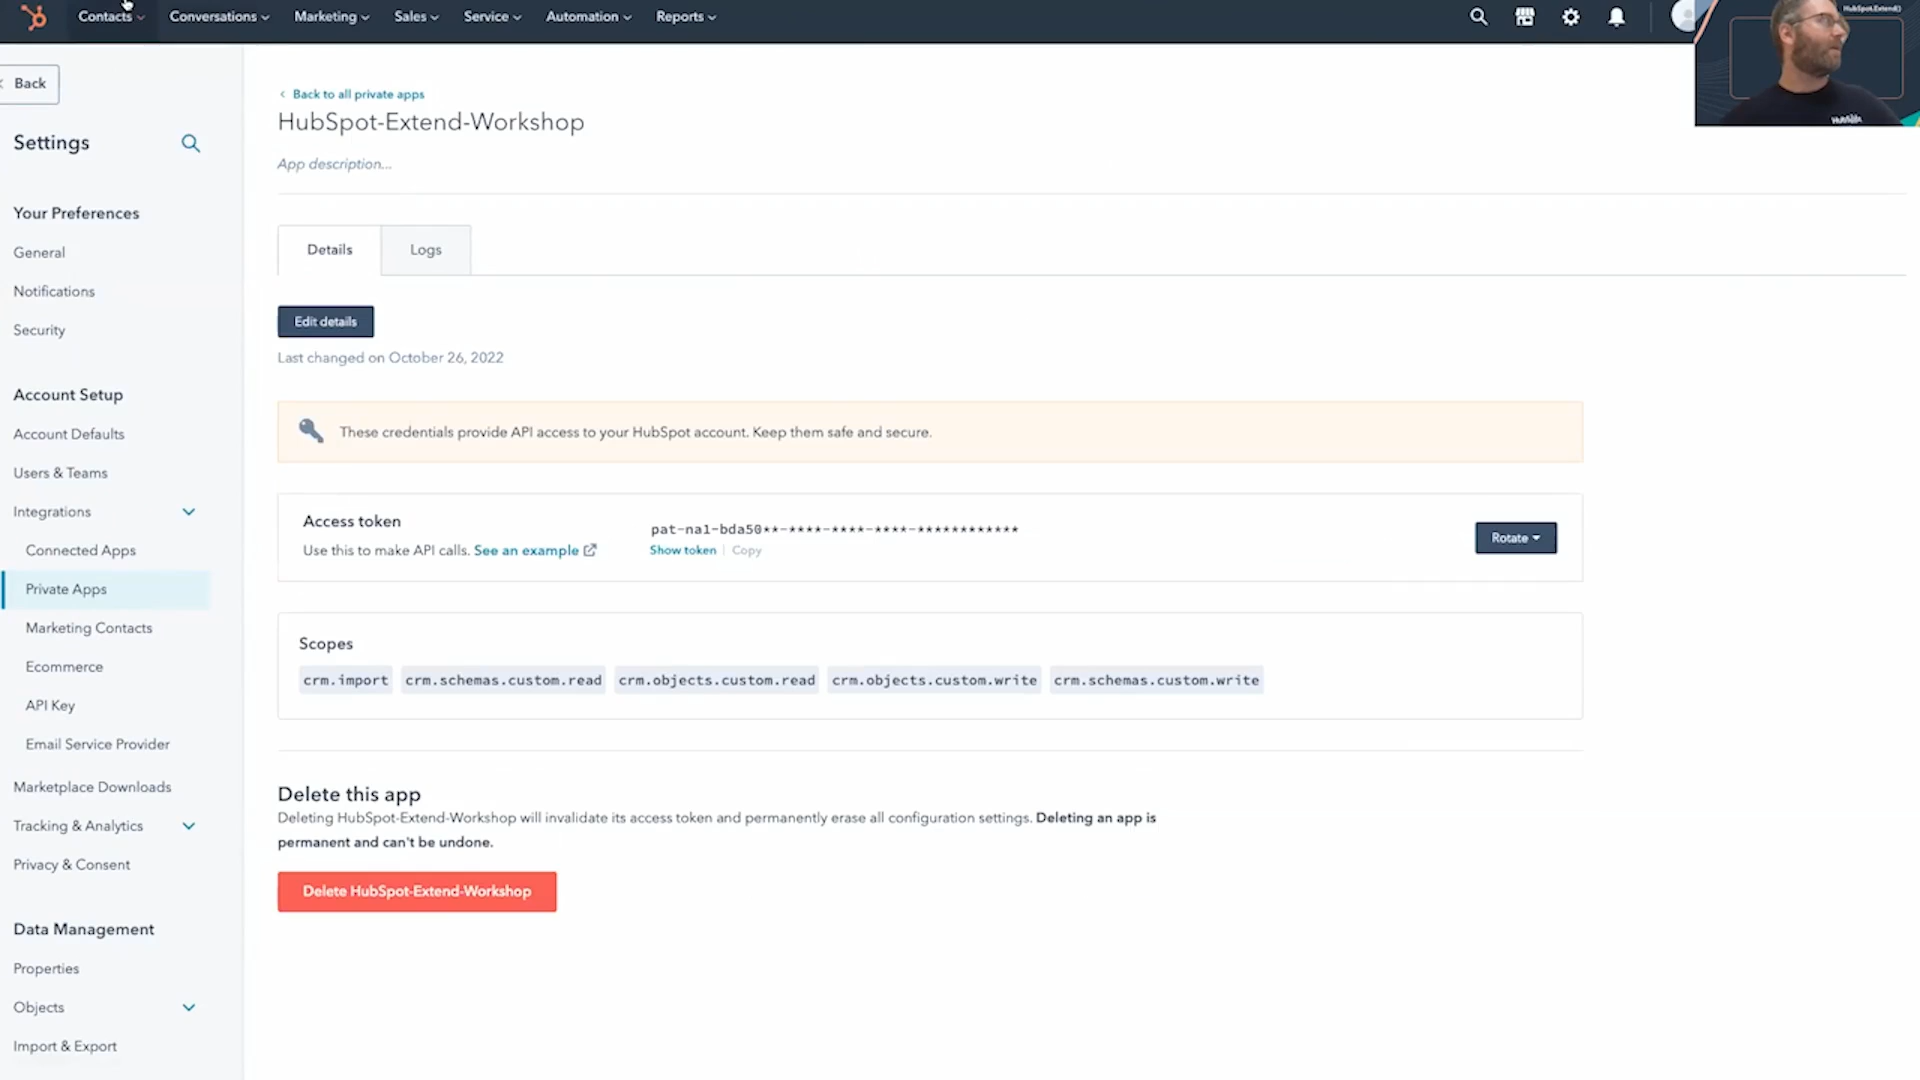 Contacts Conversations Marketing Sales Service Automation Reports
HubSpot.Extend()
Back
Settings
Your Preferences
General
Notifications
Security
Account Setup
Account Defaults
Users & Teams
Integrations
Connected Apps
Private Apps
Marketing Contacts
Ecommerce
API Key
Email Service Provider
Marketplace Downloads
Tracking & Analytics
Privacy & Consent
Data Management
Properties
Objects
Import & Export
Back to all private apps
HubSpot-Extend-Workshop
App description...
Details Logs
Edit details
Last changed on October 26, 2022
These credentials provide API access to your HubSpot account. Keep them safe and secure.
Access token
Use this to make API calls. See an example
pat-na1-bda50**-****-****-****-************
Show token | Copy
Rotate
Scopes
crm.import crm.schemas.custom.read crm.objects.custom.read crm.objects.custom.write crm.schemas.custom.write
Delete this app
Deleting HubSpot-Extend-Workshop will invalidate its access token and permanently erase all configuration settings. Deleting an app is
permanent and can't be undone.
Delete HubSpot-Extend-Workshop